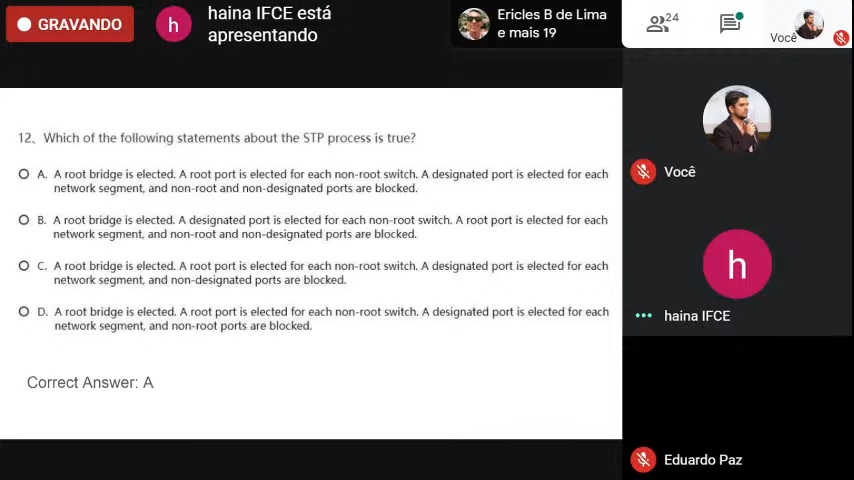 GRAVANDO
h
haina IFCE está
apresentando
Ericles B de Lima
e mais 19
24
Você
12、Which of the following statements about the STP process is true?
A. A root bridge is elected. A root port is elected for each non-root switch. A designated port is elected for each
network segment, and non-root and non-designated ports are blocked.
B. A root bridge is elected. A designated port is elected for each non-root switch. A root port is elected for each
network segment, and non-root and non-designated ports are blocked.
C. A root bridge is elected. A root port is elected for each non-root switch. A designated port is elected for each
network segment, and non-designated ports are blocked.
D. A root bridge is elected. A root port is elected for each non-root switch. A designated port is elected for each
network segment, and non-root ports are blocked.
Correct Answer: A
Você
h
haina IFCE
Eduardo Paz